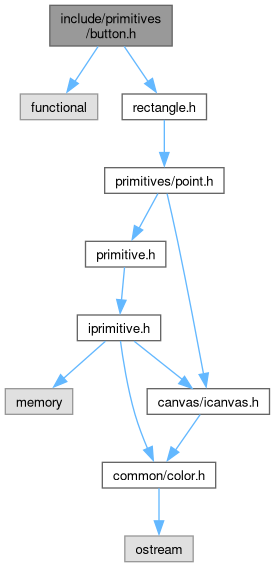 include/primitives
/button.h
functional
rectangle.h
primitives/point.h
primitive.h
iprimitive.h
memory
canvas/icanvas.h
common/color.h
ostream